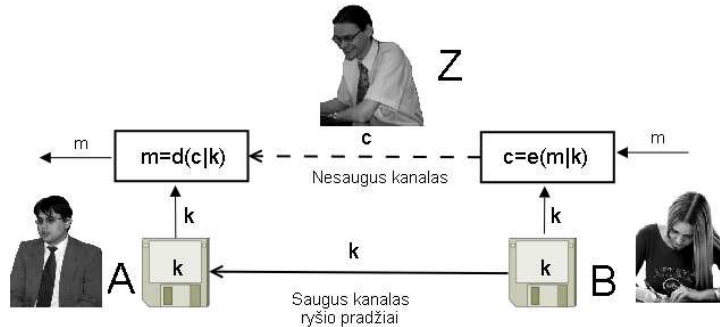 Z
m
m=d(c|k)
c
c=e(m|k)
m
Nesaugus kanalas
k
k
A
k
k
k
B
Saugus kanalas
ryšio pradžiai